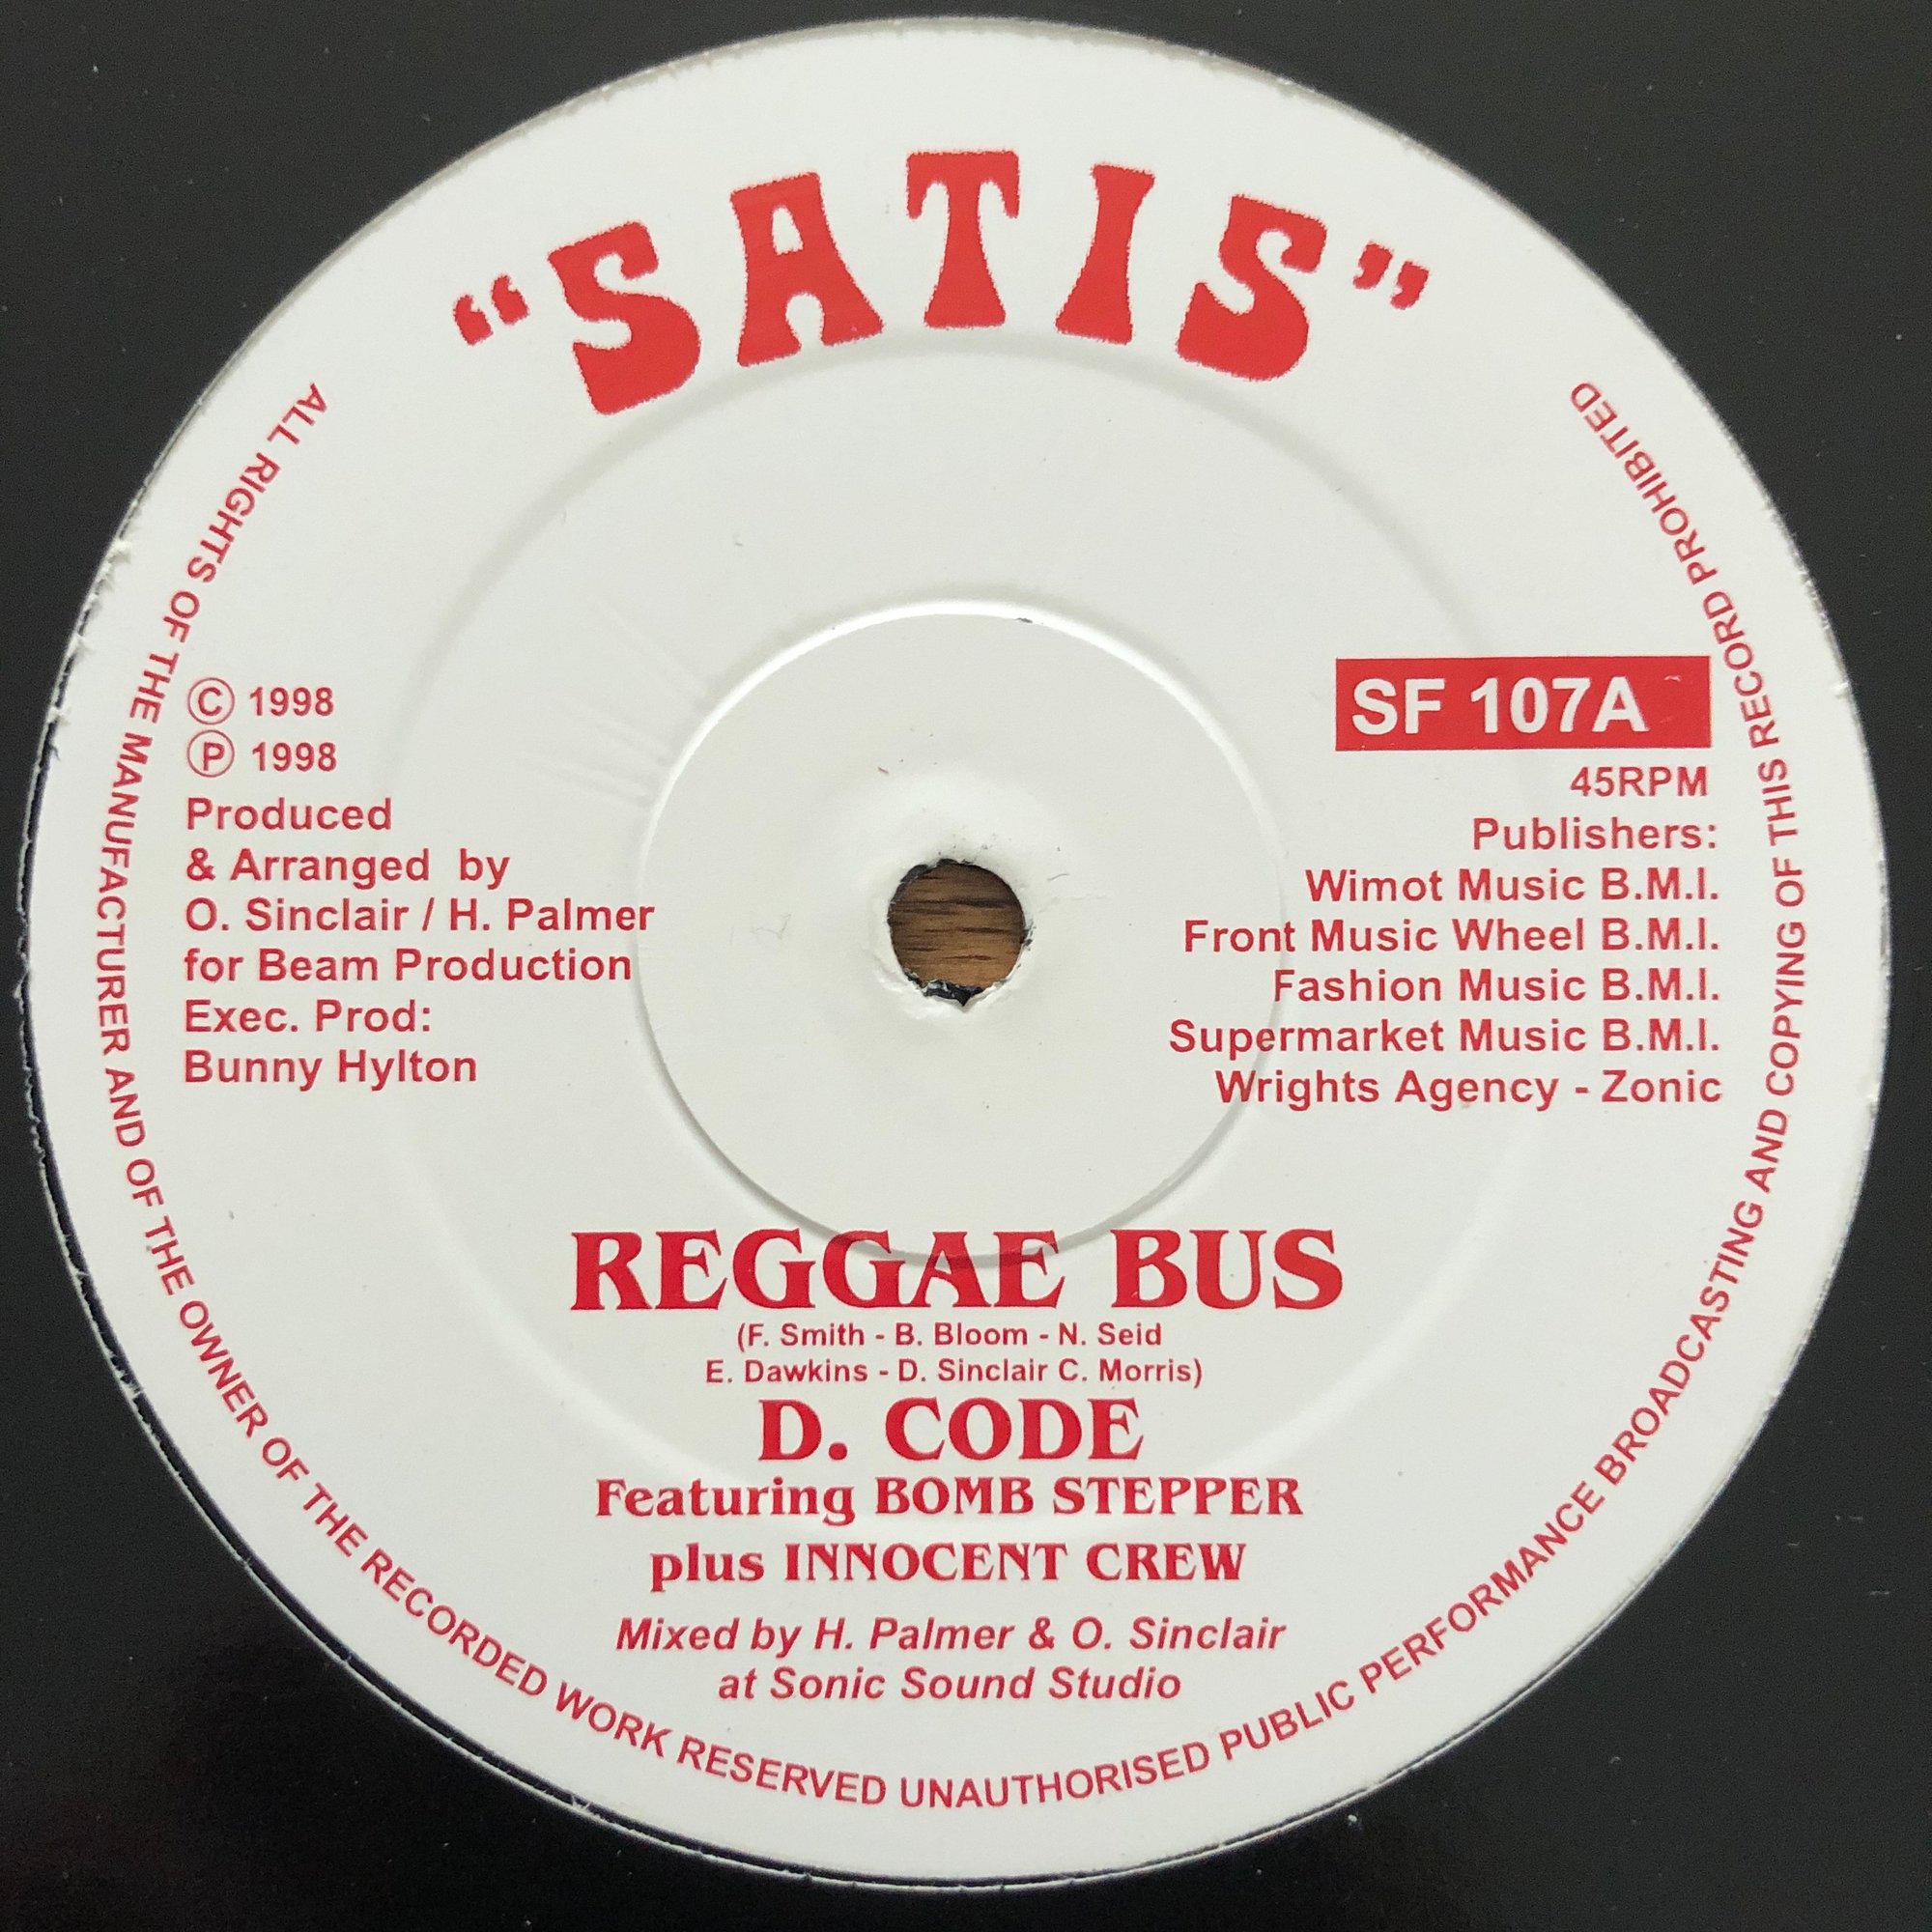 “SATIS”
ALL RIGHTS OF THE MANUFACTURER AND OF THE OWNER OF THE RECORDED WORK RESERVED UNAUTHORISED PUBLIC PERFORMANCE BROADCASTING AND COPYING OF THIS RECORD PROHIBITED
© 1998
℗ 1998
Produced
& Arranged by
O. Sinclair / H. Palmer
for Beam Production
Exec. Prod:
Bunny Hylton
SF 107A
45RPM
Publishers:
Wimot Music B.M.I.
Front Music Wheel B.M.I.
Fashion Music B.M.I.
Supermarket Music B.M.I.
Wrights Agency - Zonic
REGGAE BUS
(F. Smith - B. Bloom - N. Seid
E. Dawkins - D. Sinclair C. Morris)
D. CODE
Featuring BOMB STEPPER
plus INNOCENT CREW
Mixed by H. Palmer & O. Sinclair
at Sonic Sound Studio